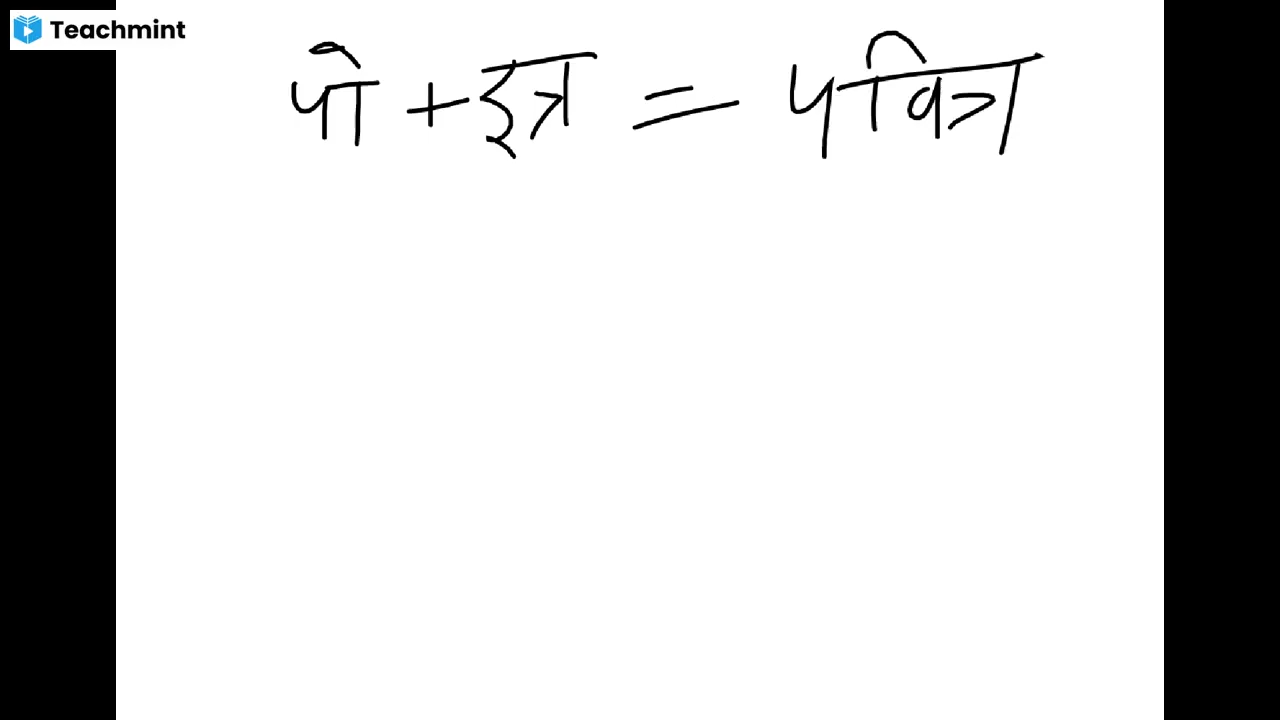 Teachmint
पो + इत्र = पवित्र